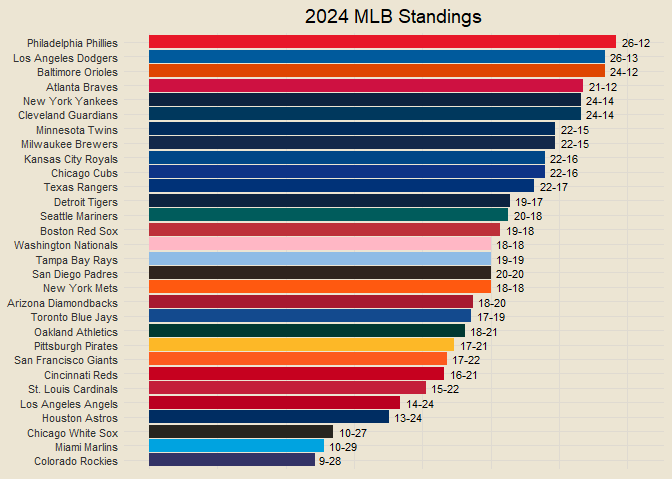 2024 MLB Standings
Philadelphia Phillies 26-12
Los Angeles Dodgers 26-13
Baltimore Orioles 24-12
Atlanta Braves 21-12
New York Yankees 24-14
Cleveland Guardians 24-14
Minnesota Twins 22-15
Milwaukee Brewers 22-15
Kansas City Royals 22-16
Chicago Cubs 22-16
Texas Rangers 22-17
Detroit Tigers 19-17
Seattle Mariners 20-18
Boston Red Sox 19-18
Washington Nationals 18-18
Tampa Bay Rays 19-19
San Diego Padres 20-20
New York Mets 18-18
Arizona Diamondbacks 18-20
Toronto Blue Jays 17-19
Oakland Athletics 18-21
Pittsburgh Pirates 17-21
San Francisco Giants 17-22
Cincinnati Reds 16-21
St. Louis Cardinals 15-22
Los Angeles Angels 14-24
Houston Astros 13-24
Chicago White Sox 10-27
Miami Marlins 10-29
Colorado Rockies 9-28